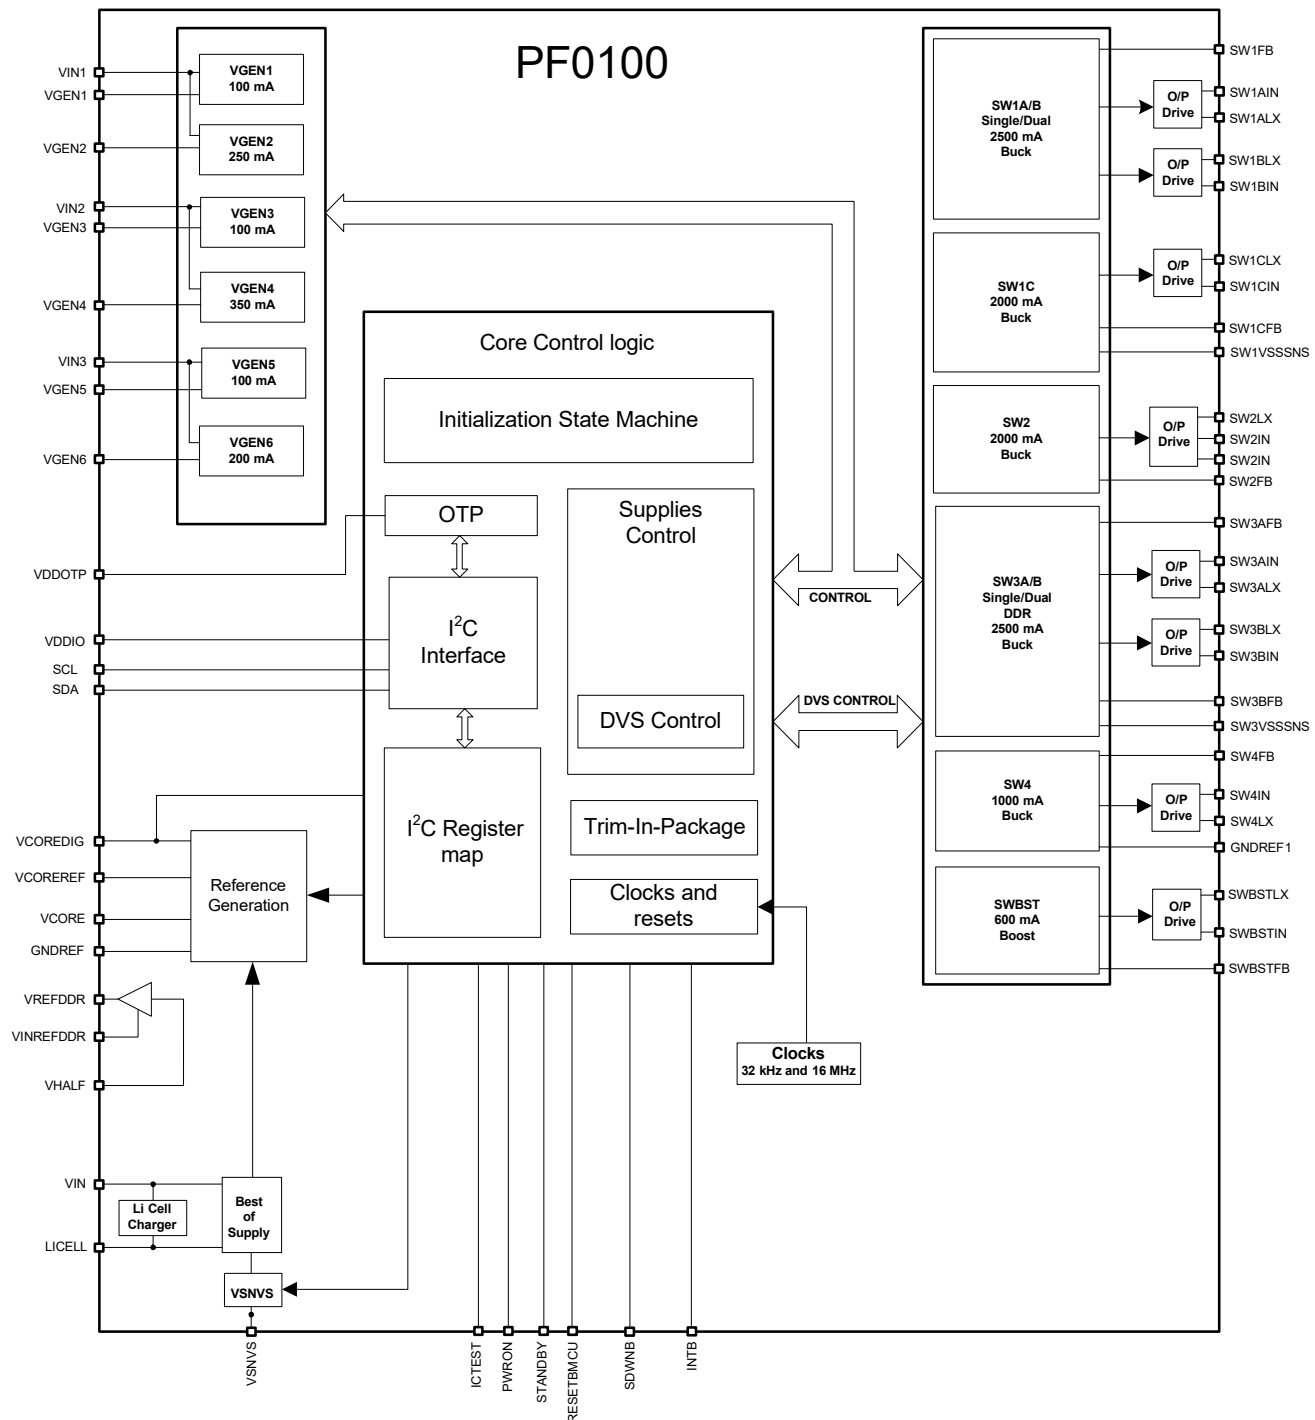 PF0100
VIN1
VGEN1
VGEN2
VIN2
VGEN3
VGEN4
VIN3
VGEN5
VGEN6
VDDOTP
VDDIO
SCL
SDA
VCOREDIG
VCOREREF
VCORE
GNDREF
VREFDDR
VINREFDDR
VHALF
VIN
LICELL
VGEN1
100 mA
VGEN2
250 mA
VGEN3
100 mA
VGEN4
350 mA
VGEN5
100 mA
VGEN6
200 mA
Core Control logic
Initialization State Machine
OTP
I²C
Interface
I²C Register
map
Supplies
Control
DVS Control
Trim-In-Package
Clocks and
resets
Reference
Generation
Li Cell
Charger
Best
of
Supply
VSNVS
Clocks
32 kHz and 16 MHz
CONTROL
DVS CONTROL
SW1A/B
Single/Dual
2500 mA
Buck
SW1C
2000 mA
Buck
SW2
2000 mA
Buck
SW3A/B
Single/Dual
DDR
2500 mA
Buck
SW4
1000 mA
Buck
SWBST
600 mA
Boost
O/P
Drive
O/P
Drive
O/P
Drive
O/P
Drive
O/P
Drive
O/P
Drive
O/P
Drive
O/P
Drive
SW1FB
SW1AIN
SW1ALX
SW1BLX
SW1BIN
SW1CLX
SW1CIN
SW1CFB
SW1VSSSNS
SW2LX
SW2IN
SW2IN
SW2FB
SW3AFB
SW3AIN
SW3ALX
SW3BLX
SW3BIN
SW3BFB
SW3VSSSNS
SW4FB
SW4IN
SW4LX
GNDREF1
SWBSTLX
SWBSTIN
SWBSTFB
VSNVS
ICTEST
PWRON
STANDBY
RESETBMCU
SDWNB
INTB